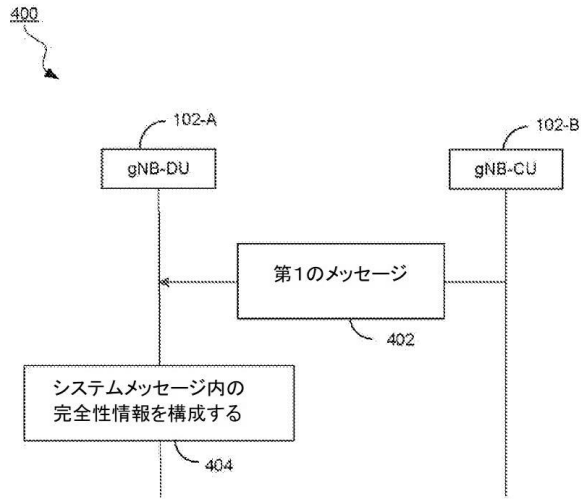 400
102-A
102-B
gNB-DU
gNB-CU
第1のメッセージ
402
システムメッセージ内の
完全性情報を構成する
404